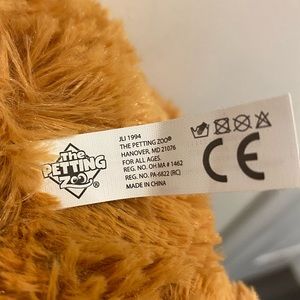 The
PETTING
ZOO®
JLI 1994
THE PETTING ZOO®
HANOVER, MD 21076
FOR ALL AGES.
REG. NO. OH MA # 1462
REG. NO. PA-6822 (RC)
MADE IN CHINA
CE